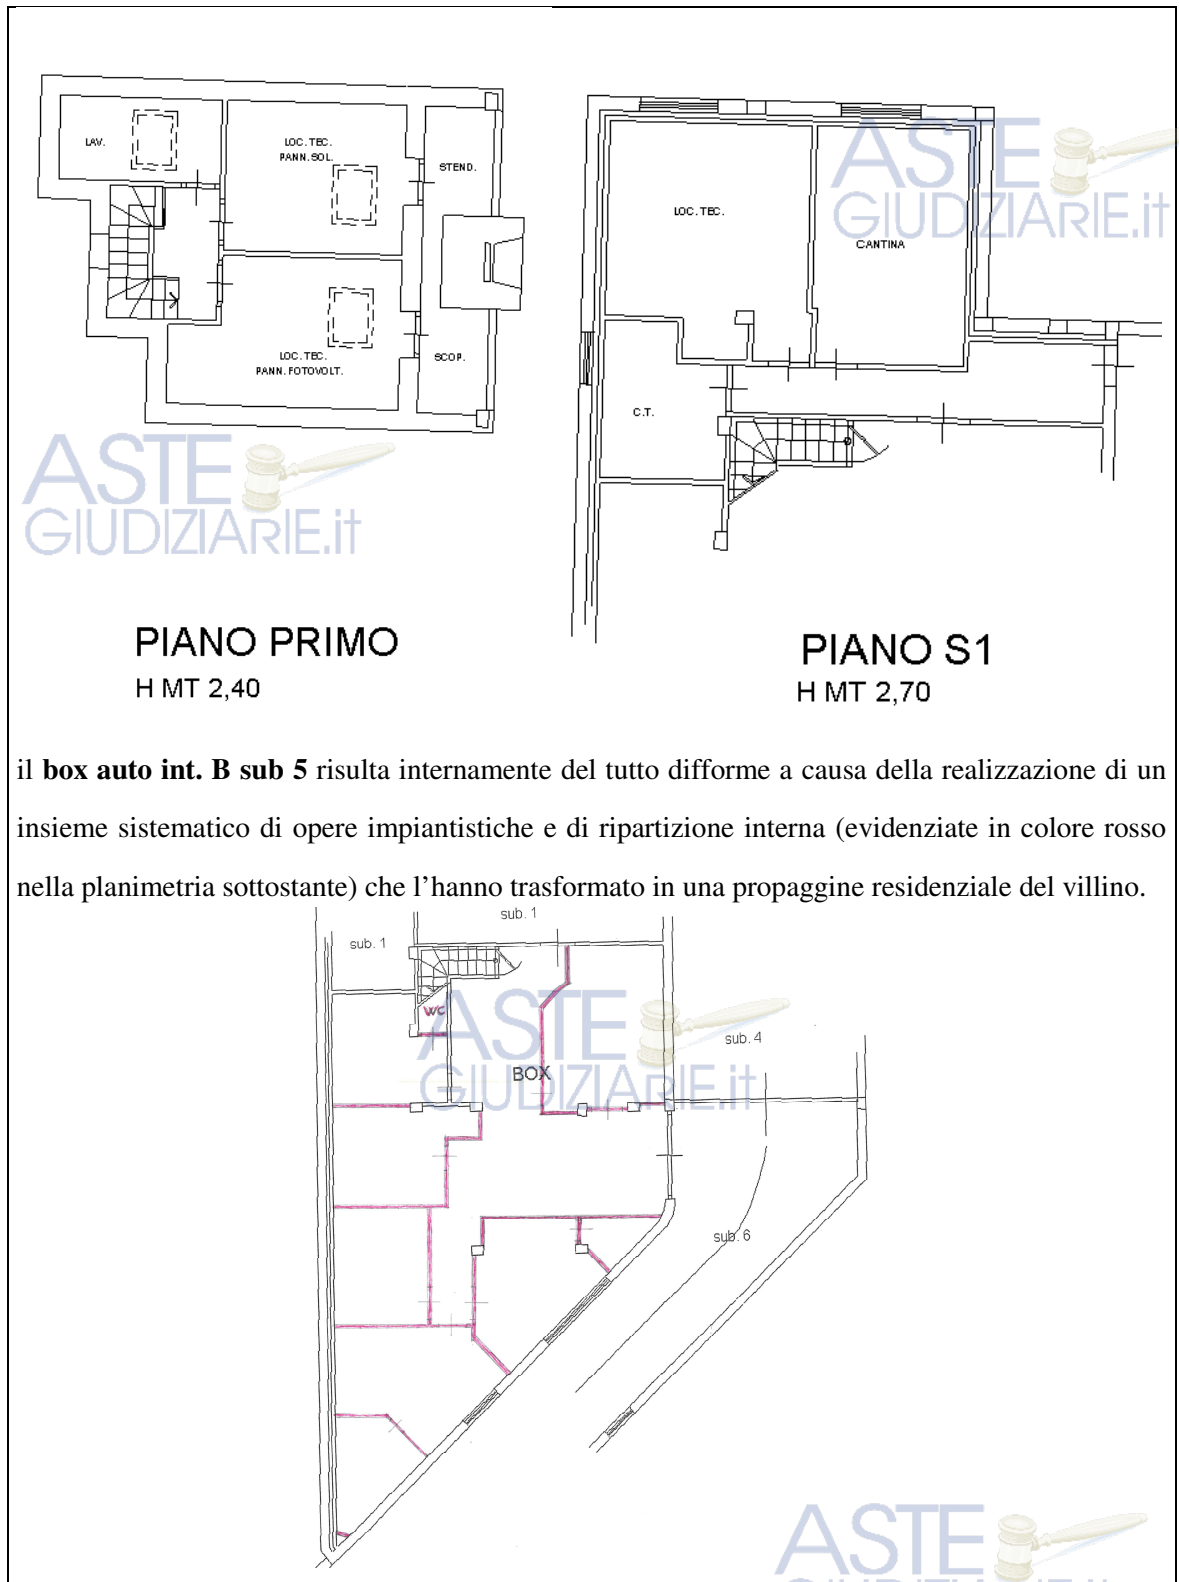 LAV.
LOC. TEC.
PANN. SOL.
STEND.
LOC. TEC.
PANN. FOTOVOLT.
SCOP.
LOC. TEC.
CANTINA
C.T.
ASTE
GIUDIZIARIE.it
ASTE
GIUDIZIARIE.it
PIANO PRIMO
H MT 2,40
PIANO S1
H MT 2,70
il box auto int. B sub 5 risulta internamente del tutto difforme a causa della realizzazione di un
insieme sistematico di opere impiantistiche e di ripartizione interna (evidenziate in colore rosso
nella planimetria sottostante) che l’hanno trasformato in una propaggine residenziale del villino.
sub. 1
sub. 1
WC
BOX
sub. 4
sub. 6
ASTE
GIUDIZIARIE.it
ASTE